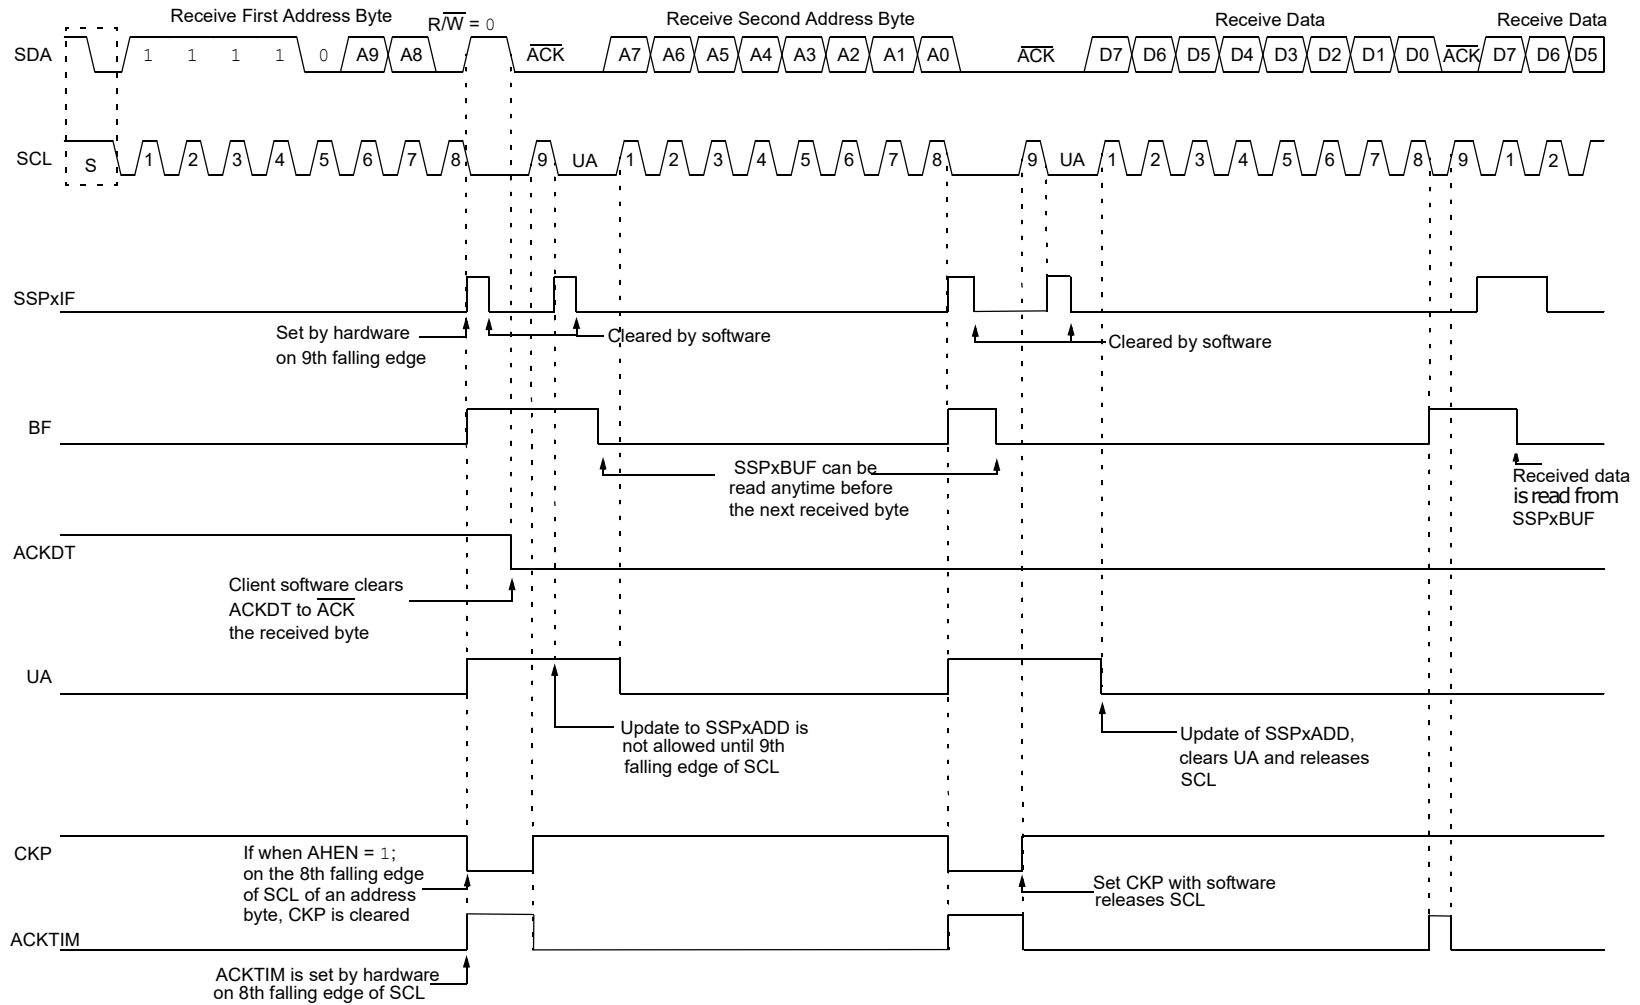 Receive First Address Byte
R/W = 0
Receive Second Address Byte
Receive Data
Receive Data
SDA
1 1 1 1 0 A9 A8
ACK
A7 A6 A5 A4 A3 A2 A1 A0
ACK
D7 D6 D5 D4 D3 D2 D1 D0
ACK
D7 D6 D5
SCL
S
1 2 3 4 5 6 7 8 9 UA 1 2 3 4 5 6 7 8 9 UA 1 2 3 4 5 6 7 8 9 1 2
SSPxIF
Set by hardware
on 9th falling edge
Cleared by software
Cleared by software
BF
SSPxBUF can be
read anytime before
the next received byte
Received data
is read from
SSPxBUF
ACKDT
Client software clears
ACKDT to ACK
the received byte
UA
Update to SSPxADD is
not allowed until 9th
falling edge of SCL
Update of SSPxADD,
clears UA and releases
SCL
CKP
If when AHEN = 1;
on the 8th falling edge
of SCL of an address
byte, CKP is cleared
Set CKP with software
releases SCL
ACKTIM
ACKTIM is set by hardware
on 8th falling edge of SCL